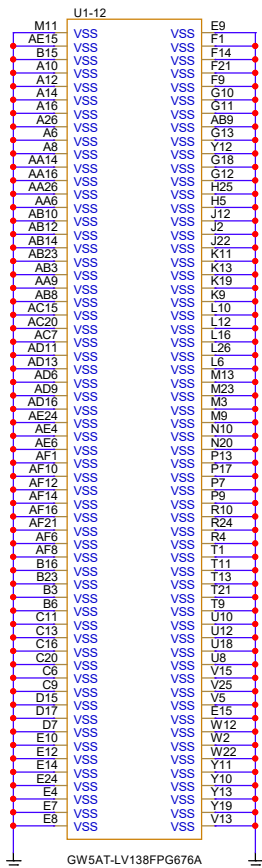 U1-12
M11 VSS VSS E9
AE15 VSS VSS F1
B15 VSS VSS F14
A10 VSS VSS F21
A12 VSS VSS F9
A14 VSS VSS G10
A16 VSS VSS G11
A26 VSS VSS AB9
A6 VSS VSS G13
A8 VSS VSS Y12
AA14 VSS VSS G18
AA16 VSS VSS G12
AA26 VSS VSS H25
AA6 VSS VSS H5
AB10 VSS VSS J12
AB12 VSS VSS J2
AB14 VSS VSS J22
AB23 VSS VSS K11
AB3 VSS VSS K13
AA9 VSS VSS K19
AB8 VSS VSS K9
AC15 VSS VSS L10
AC20 VSS VSS L12
AC7 VSS VSS L16
AD11 VSS VSS L26
AD13 VSS VSS L6
AD6 VSS VSS M13
AD9 VSS VSS M23
AD16 VSS VSS M3
AE24 VSS VSS M9
AE4 VSS VSS N10
AE6 VSS VSS N20
AF1 VSS VSS P13
AF10 VSS VSS P17
AF12 VSS VSS P7
AF14 VSS VSS P9
AF16 VSS VSS R10
AF21 VSS VSS R24
AF6 VSS VSS R4
AF8 VSS VSS T1
B16 VSS VSS T11
B23 VSS VSS T13
B3 VSS VSS T21
B6 VSS VSS T9
C11 VSS VSS U10
C13 VSS VSS U12
C16 VSS VSS U18
C20 VSS VSS U8
C6 VSS VSS V15
C9 VSS VSS V25
D15 VSS VSS V5
D17 VSS VSS E15
D7 VSS VSS W12
E10 VSS VSS W2
E12 VSS VSS W22
E14 VSS VSS Y11
E24 VSS VSS Y10
E4 VSS VSS Y13
E7 VSS VSS Y19
E8 VSS VSS V13
GW5AT-LV138FPG676A